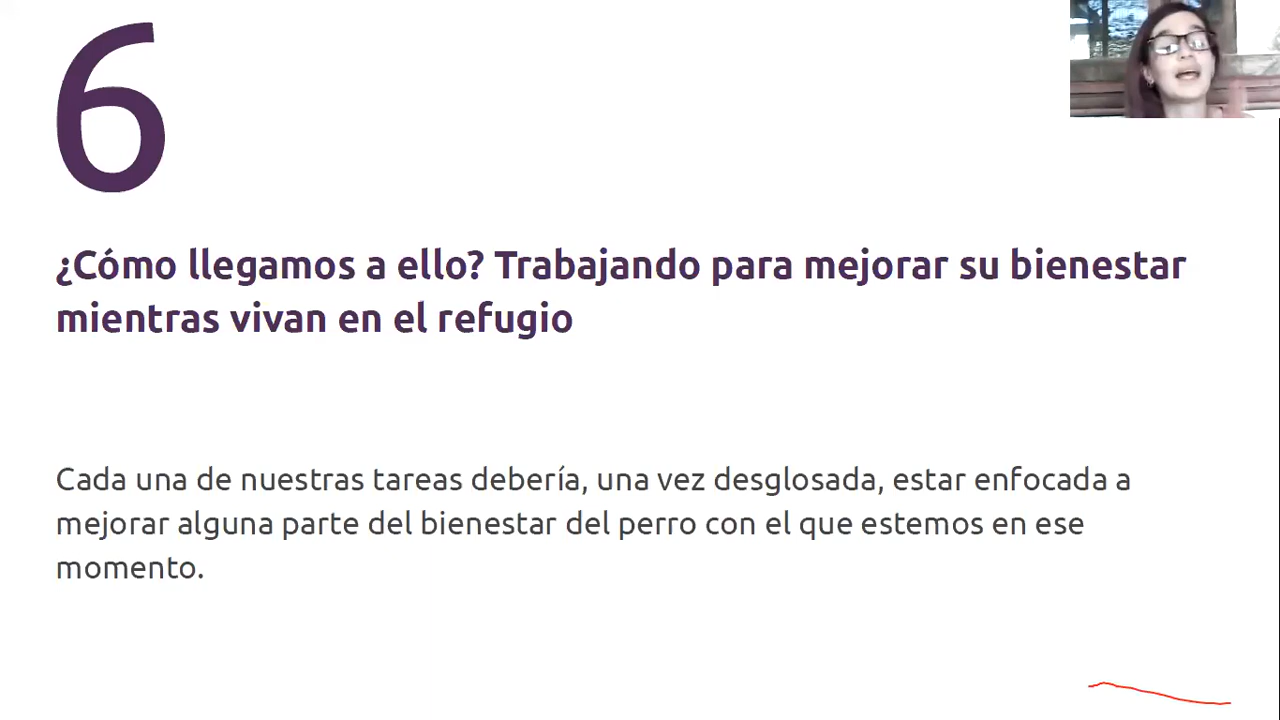 6
¿Cómo llegamos a ello? Trabajando para mejorar su bienestar
mientras vivan en el refugio
Cada una de nuestras tareas debería, una vez desglosada, estar enfocada a
mejorar alguna parte del bienestar del perro con el que estemos en ese
momento.